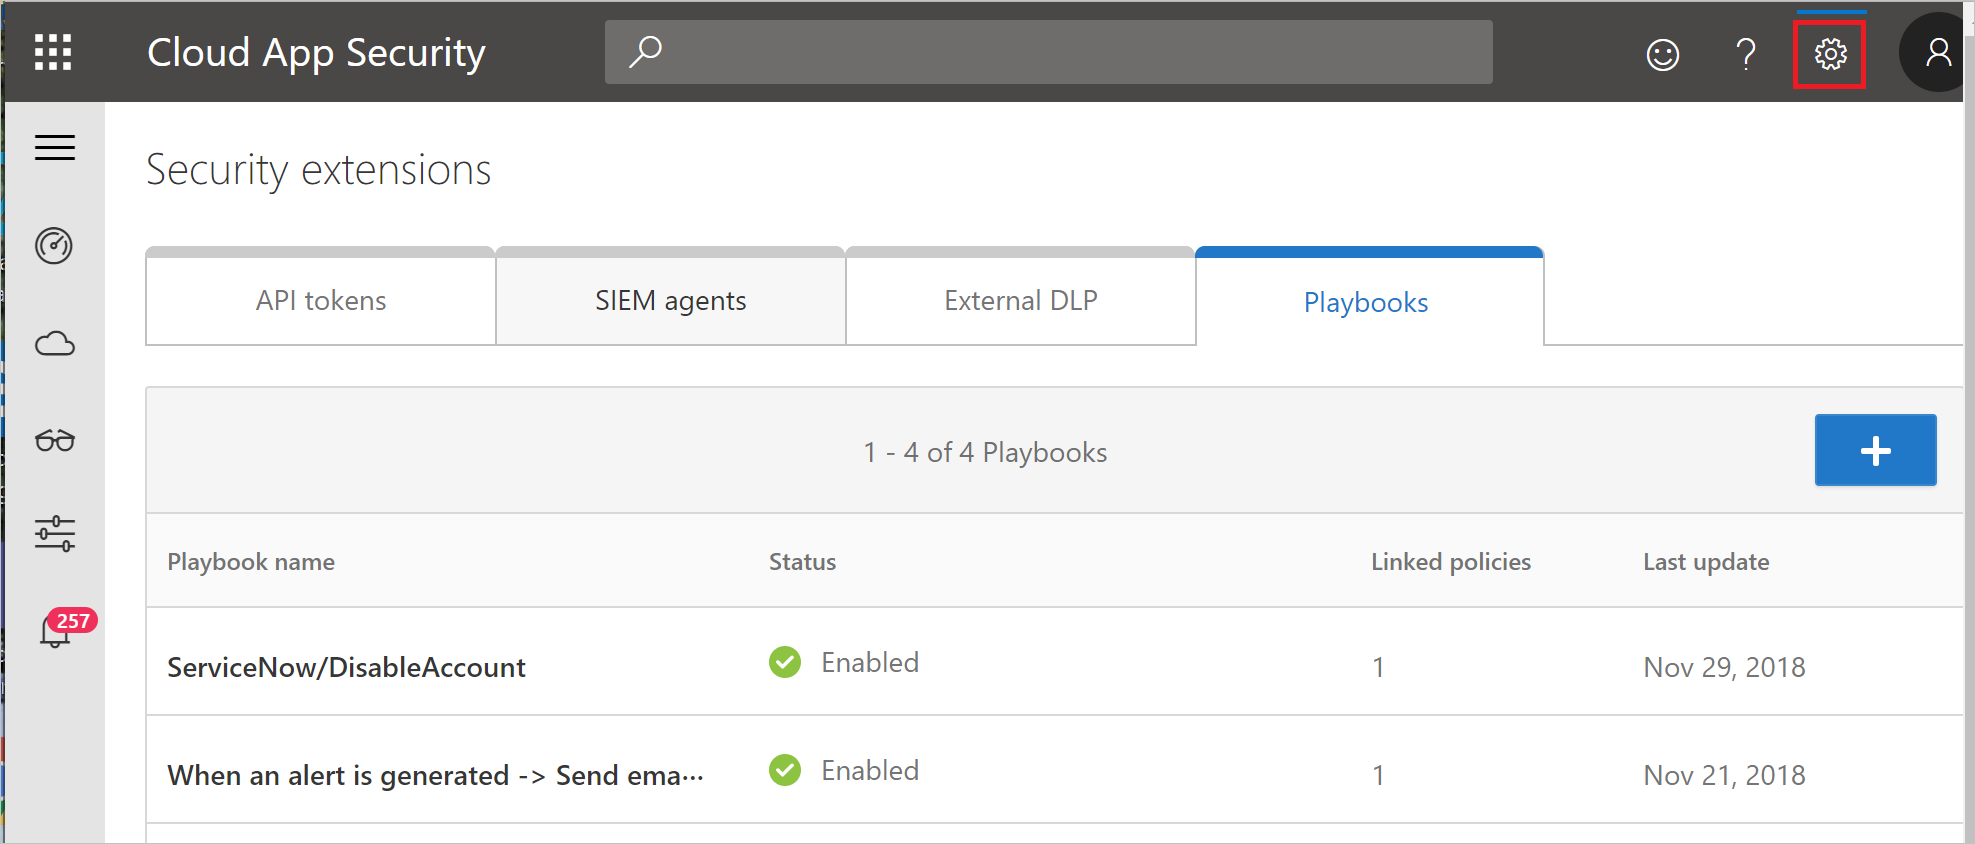 Cloud App Security
?
Security extensions
API tokens
SIEM agents
External DLP
Playbooks
1 - 4 of 4 Playbooks
+
Playbook name Status Linked policies Last update
257
ServiceNow/DisableAccount Enabled 1 Nov 29, 2018
When an alert is generated -> Send ema··· Enabled 1 Nov 21, 2018